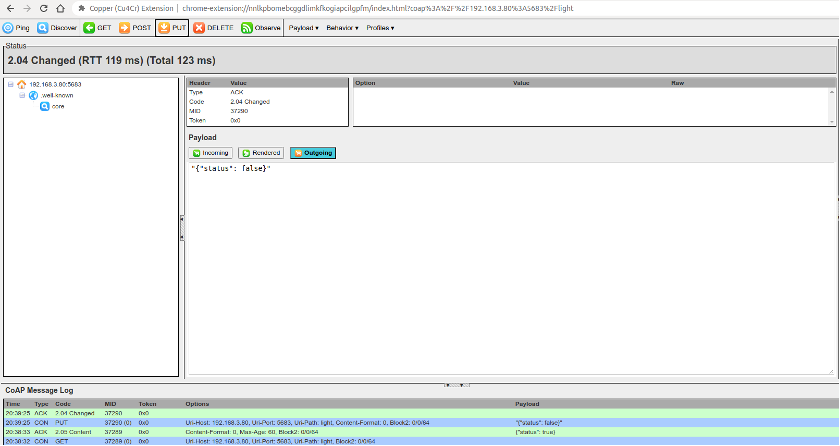 Copper (Cu4Cr) Extension | chrome-extension://nnlkpbomebcggdlimkfkogiapcilgpfm/index.html?coap%3A%2F%2F192.168.3.80%3A5683%2Flight
Ping Discover GET POST PUT DELETE Observe Payload ▾ Behavior ▾ Profiles ▾
Status
2.04 Changed (RTT 119 ms) (Total 123 ms)
192.168.3.80:5683
.well-known
core
Header Value
Type ACK
Code 2.04 Changed
MID 37290
Token 0x0
Option Value Raw
Payload
Incoming Rendered Outgoing
"{"status": false}"
CoAP Message Log
Time Type Code MID Token Options Payload
20:39:25 ACK 2.04 Changed 37290 0x0
20:39:25 CON PUT 37290 (0) 0x0 Uri-Host: 192.168.3.80, Uri-Port: 5683, Uri-Path: light, Content-Format: 0, Block2: 0/0/64 "{"status": false}"
20:38:33 ACK 2.05 Content 37289 0x0 Content-Format: 0, Max-Age: 60, Block2: 0/0/64 {"status": true}
20:38:32 CON GET 37289 (0) 0x0 Uri-Host: 192.168.3.80, Uri-Port: 5683, Uri-Path: light, Block2: 0/0/64